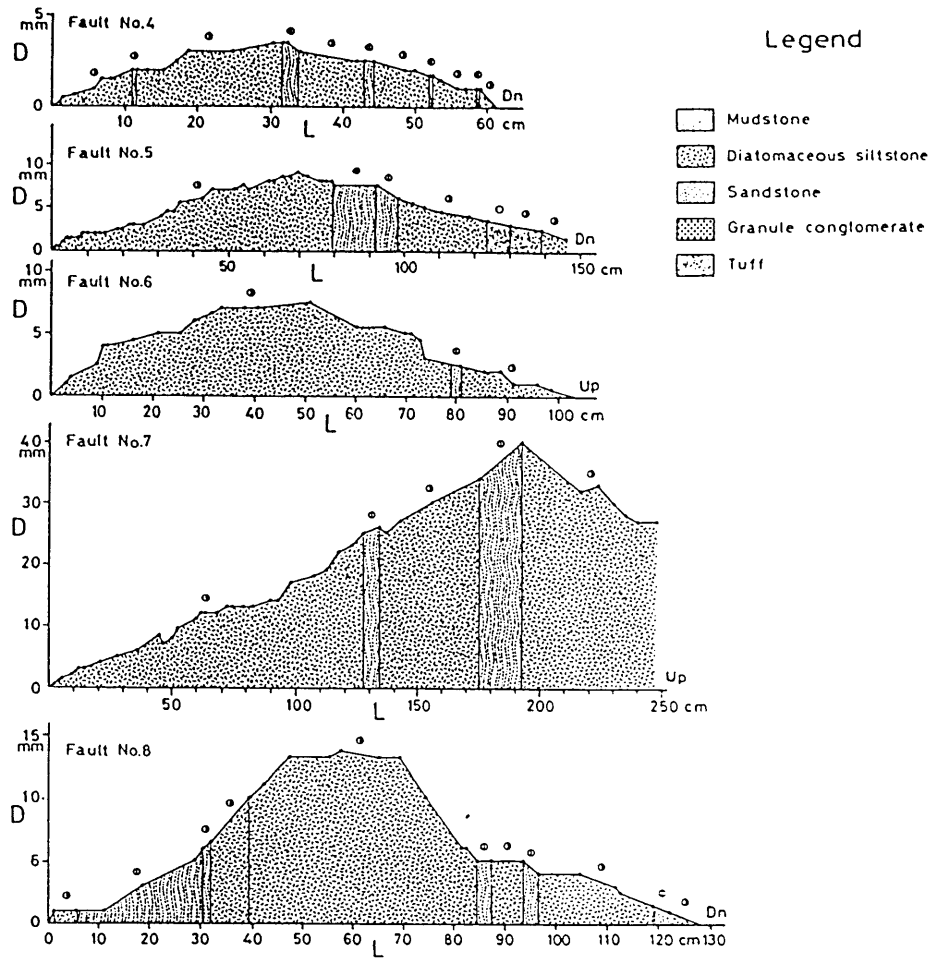 5
mm
Fault No.4
D
0
Dn
10 20 30 40 50 60 cm
L
Legend
Mudstone
Diatomaceous siltstone
Sandstone
Granule conglomerate
Tuff
10
mm
Fault No.5
D
5
0
Dn
50 100 150 cm
L
10
mm
Fault No.6
D
5
0
Up
10 20 30 40 50 60 70 80 90 100 cm
L
40
mm
Fault No.7
30
D
20
10
0
Up
50 100 150 200 250 cm
L
15
mm
Fault No.8
10
D
5
0
Dn
0 10 20 30 40 50 60 70 80 90 100 110 120 cm 130
L